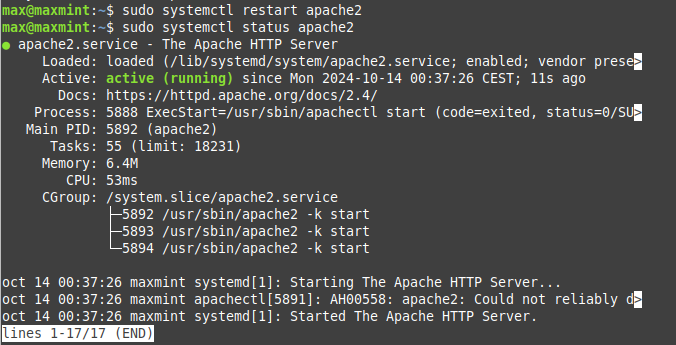 max@maxmint:~$ sudo systemctl restart apache2
max@maxmint:~$ sudo systemctl status apache2
● apache2.service - The Apache HTTP Server
     Loaded: loaded (/lib/systemd/system/apache2.service; enabled; vendor prese>
     Active: active (running) since Mon 2024-10-14 00:37:26 CEST; 11s ago
       Docs: https://httpd.apache.org/docs/2.4/
    Process: 5888 ExecStart=/usr/sbin/apachectl start (code=exited, status=0/SU>
   Main PID: 5892 (apache2)
      Tasks: 55 (limit: 18231)
     Memory: 6.4M
        CPU: 53ms
     CGroup: /system.slice/apache2.service
             ├─5892 /usr/sbin/apache2 -k start
             ├─5893 /usr/sbin/apache2 -k start
             └─5894 /usr/sbin/apache2 -k start

oct 14 00:37:26 maxmint systemd[1]: Starting The Apache HTTP Server...
oct 14 00:37:26 maxmint apachectl[5891]: AH00558: apache2: Could not reliably d>
oct 14 00:37:26 maxmint systemd[1]: Started The Apache HTTP Server.
lines 1-17/17 (END)